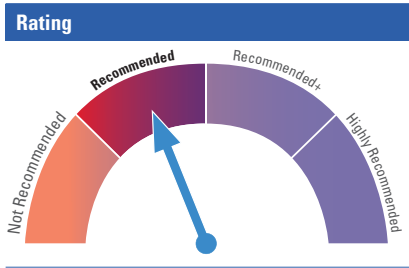 Rating
Not Recommended
Recommended
Recommended+
Highly Recommended